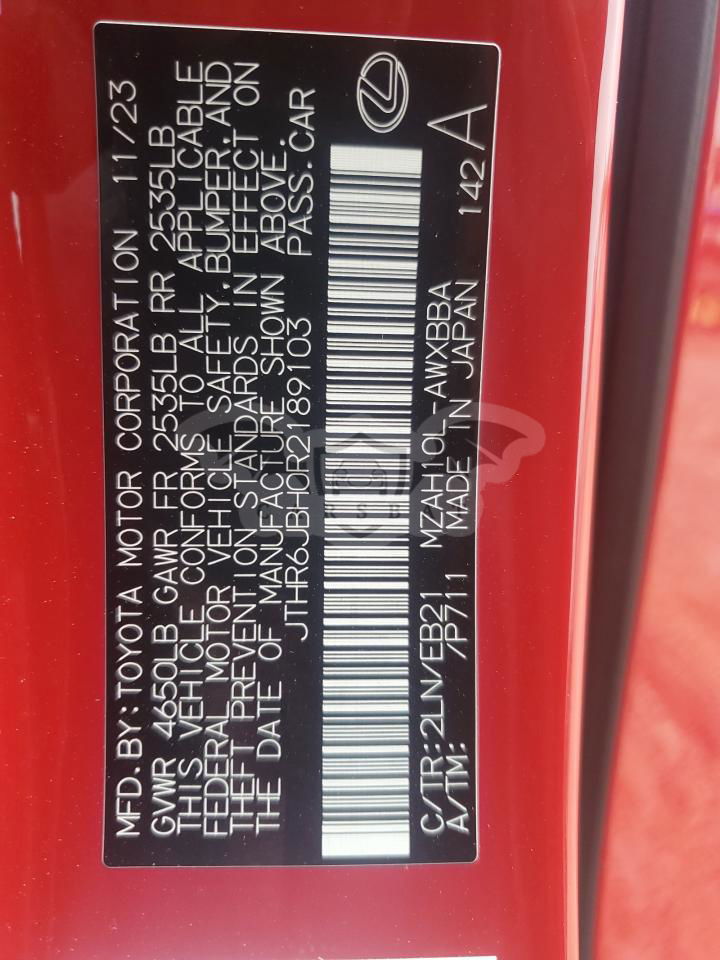 MFD. BY: TOYOTA MOTOR CORPORATION 11/23
GVWR 4650LB GAWR FR 2535LB RR 2535LB
THIS VEHICLE CONFORMS TO ALL APPLICABLE
FEDERAL MOTOR VEHICLE SAFETY, BUMPER, AND
THEFT PREVENTION STANDARDS IN EFFECT ON
THE DATE OF MANUFACTURE SHOWN ABOVE.
JTHR6JBH0R2189103 PASS. CAR
C/TR: 2LN/EB21 MZAH10L-AWXBBA 142 A
A/TM: /P711 MADE IN JAPAN